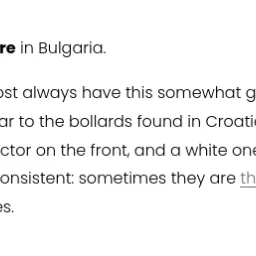 re in Bulgaria.
ost always have this somewhat g
ar to the bollards found in Croati
ctor on the front, and a white one
onsistent: sometimes they are th
es.